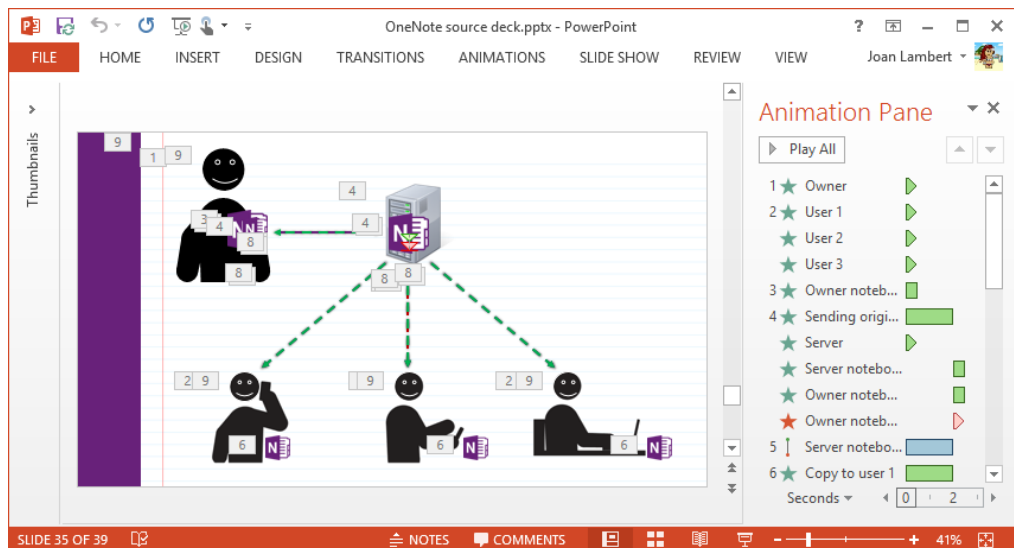 OneNote source deck.pptx - PowerPoint
FILE HOME INSERT DESIGN TRANSITIONS ANIMATIONS SLIDE SHOW REVIEW VIEW Joan Lambert
Thumbnails
9
1 9
4
3 4 N 4 N
8
8 8 8
2 9 9 2 9
6 N 6 N 6 N
Animation Pane
Play All
1 Owner
2 User 1
User 2
User 3
3 Owner noteb...
4 Sending origi...
Server
Server notebo...
Owner noteb...
Owner noteb...
5 Server notebo...
6 Copy to user 1
Seconds 0 2
SLIDE 35 OF 39 NOTES COMMENTS 41%